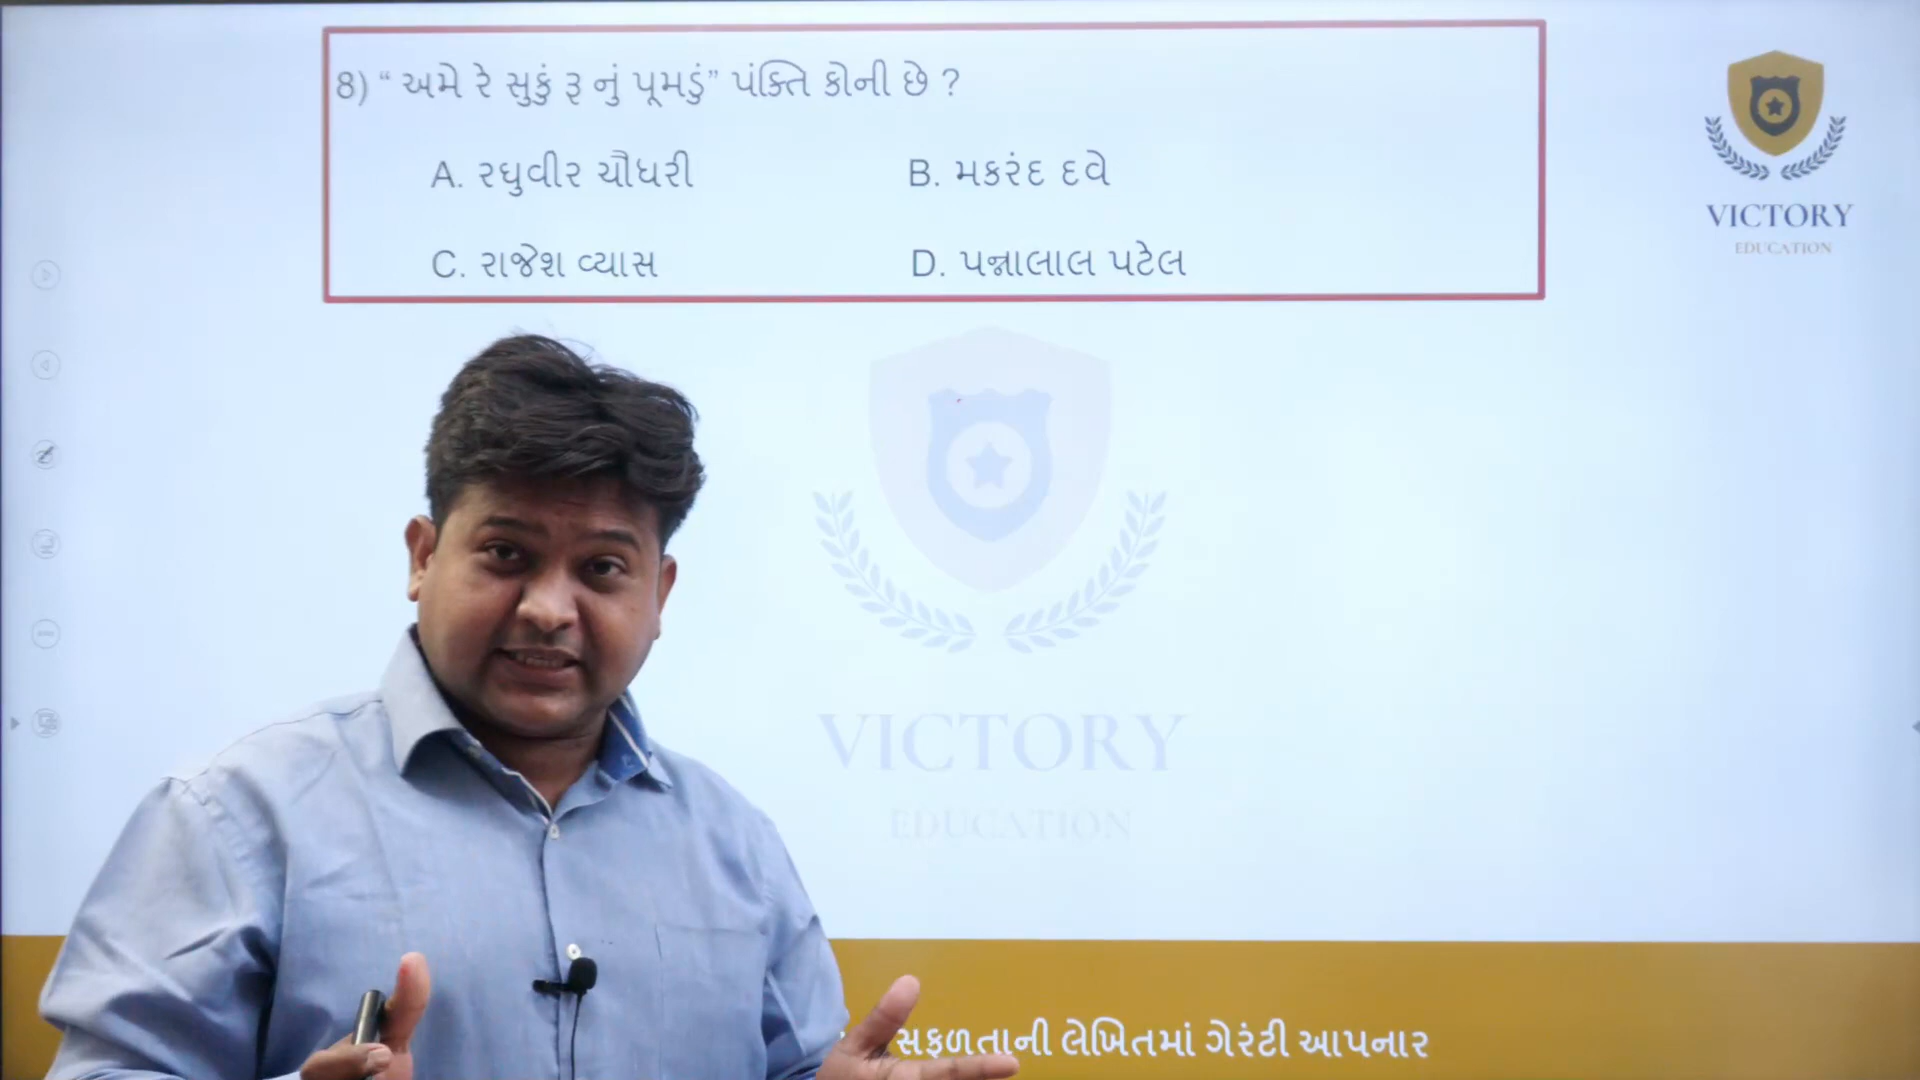 8) “ અમે રે સુકું રૂ નું પૂમડું” પંક્તિ કોની છે ?
A. રઘુવીર ચૌધરી
B. મકરંદ દવે
C. રાજેશ વ્યાસ
D. પન્નાલાલ પટેલ
VICTORY
EDUCATION
VICTORY
EDUCATION
સફળતાની લેખિતમાં ગેરંટી આપનાર